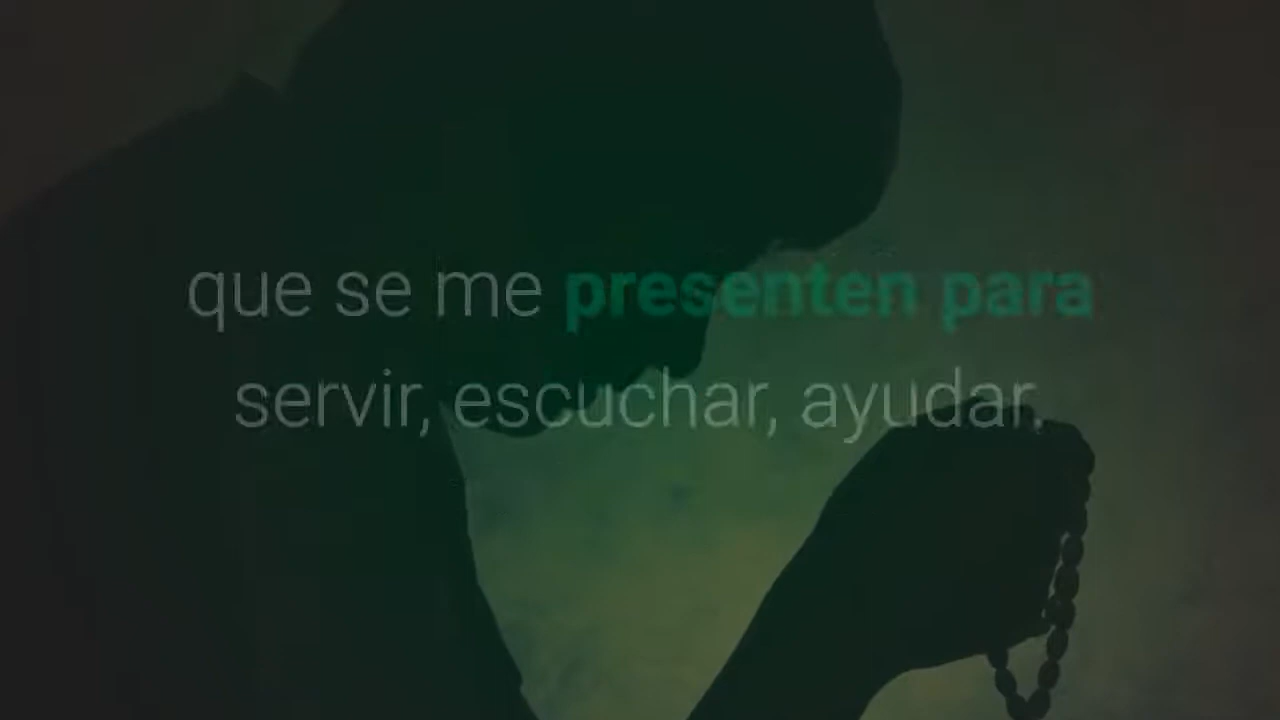 que se me presenten para
servir, escuchar, ayudar,